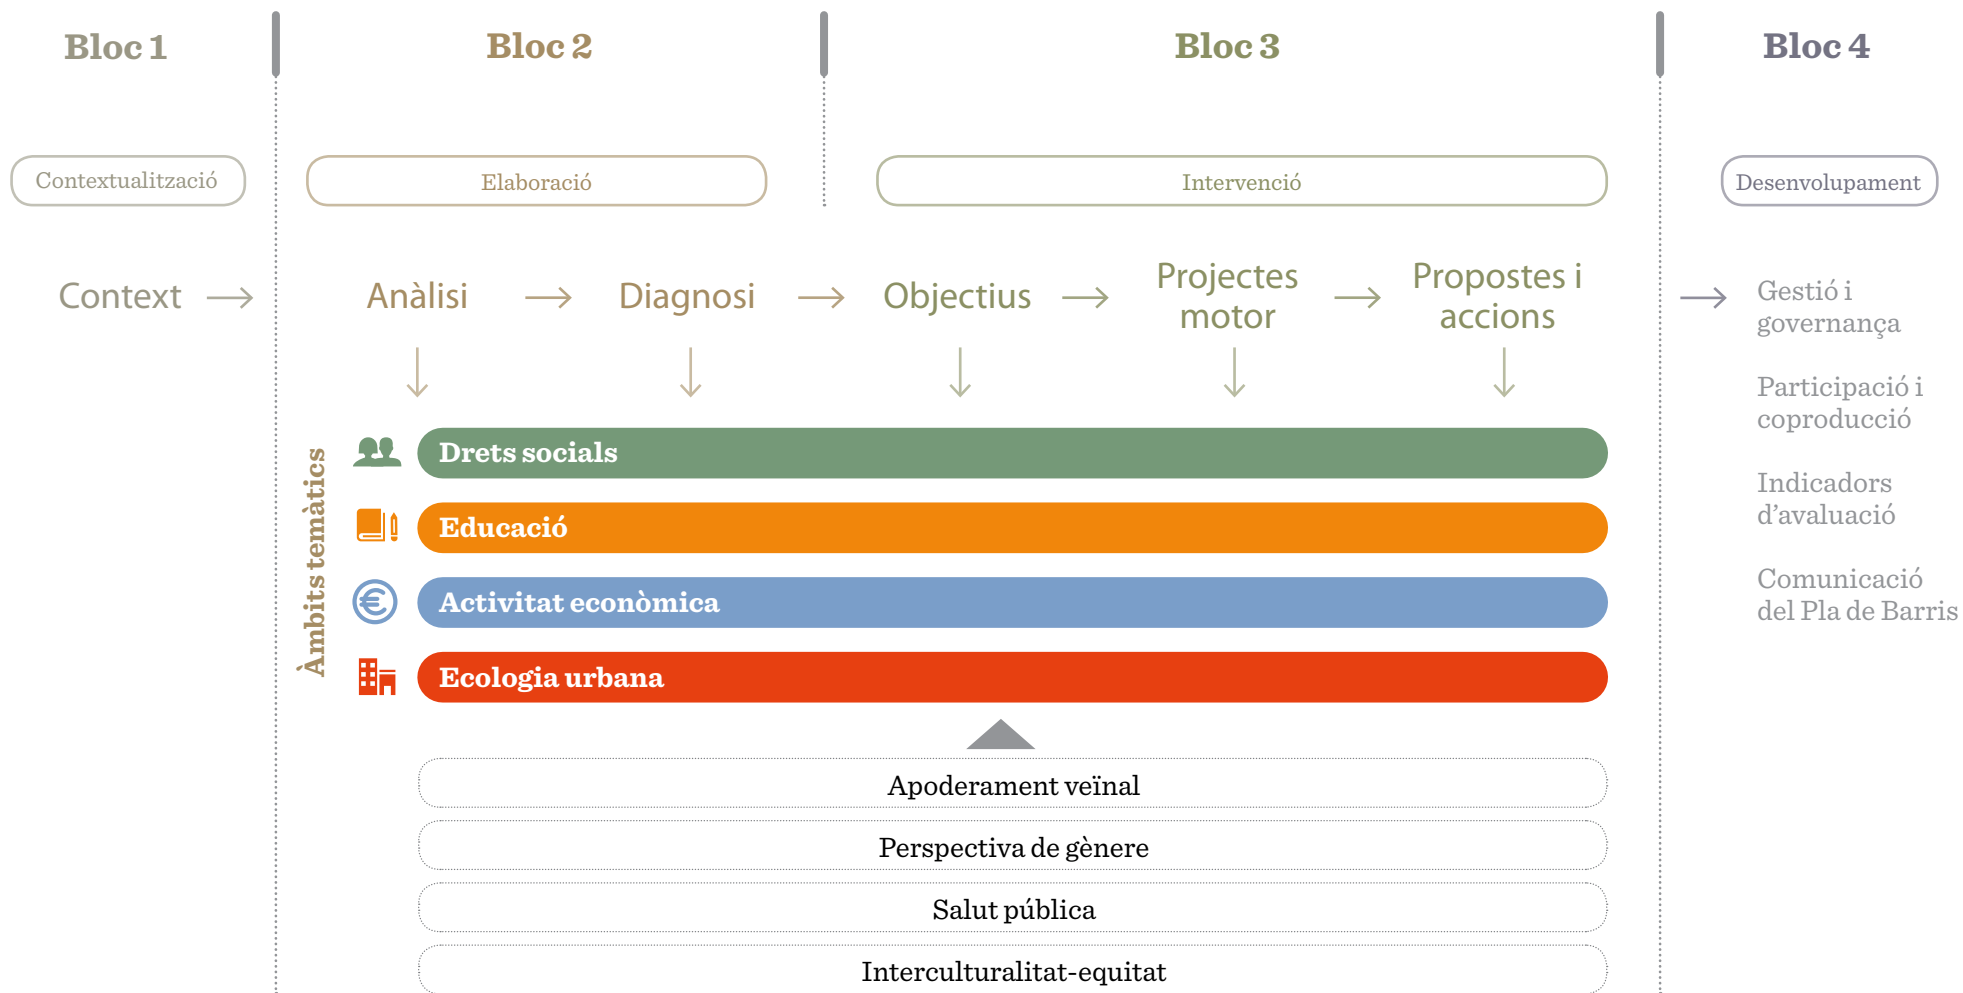 Bloc 1
Bloc 2
Bloc 3
Bloc 4
Contextualització
Elaboració
Intervenció
Desenvolupament
Context
Anàlisi
Diagnosi
Objectius
Projectes
motor
Propostes i
accions
Gestió i
governança
Participació i
coproducció
Indicadors
d’avaluació
Comunicació
del Pla de Barris
Àmbits temàtics
Drets socials
Educació
Activitat econòmica
Ecologia urbana
Apoderament veïnal
Perspectiva de gènere
Salut pública
Interculturalitat-equitat